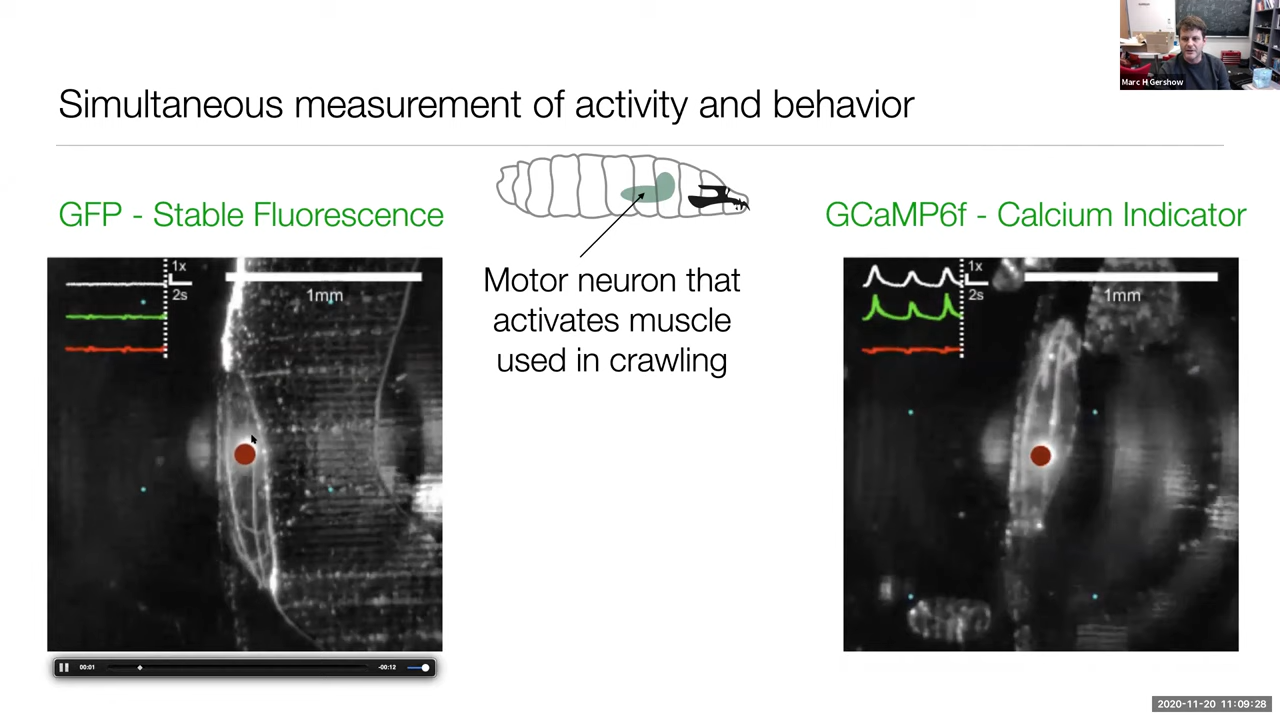 Marc H Gershow
Simultaneous measurement of activity and behavior
GFP - Stable Fluorescence
GCaMP6f - Calcium Indicator
Motor neuron that
activates muscle
used in crawling
1x
2s
1mm
1x
2s
1mm
00:01
-00:12
2020-11-20 11:09:28